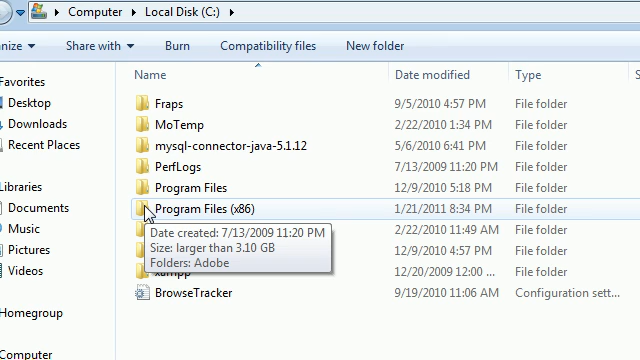 Computer ▸ Local Disk (C:) ▸
nize Share with Burn Compatibility files New folder
Name Date modified Type S
Favorites
Desktop
Downloads
Recent Places
Libraries
Documents
Music
Pictures
Videos
Homegroup
Computer
Fraps 9/5/2010 4:57 PM File folder
MoTemp 2/22/2010 1:34 PM File folder
mysql-connector-java-5.1.12 5/6/2010 6:41 PM File folder
PerfLogs 7/13/2009 11:20 PM File folder
Program Files 12/9/2010 5:18 PM File folder
Program Files (x86) 1/21/2011 8:34 PM File folder
2/22/2010 11:49 AM File folder
12/9/2010 4:57 PM File folder
xampp 12/20/2009 12:00 ... File folder
BrowseTracker 9/19/2010 11:06 AM Configuration sett...
Date created: 7/13/2009 11:20 PM
Size: larger than 3.10 GB
Folders: Adobe